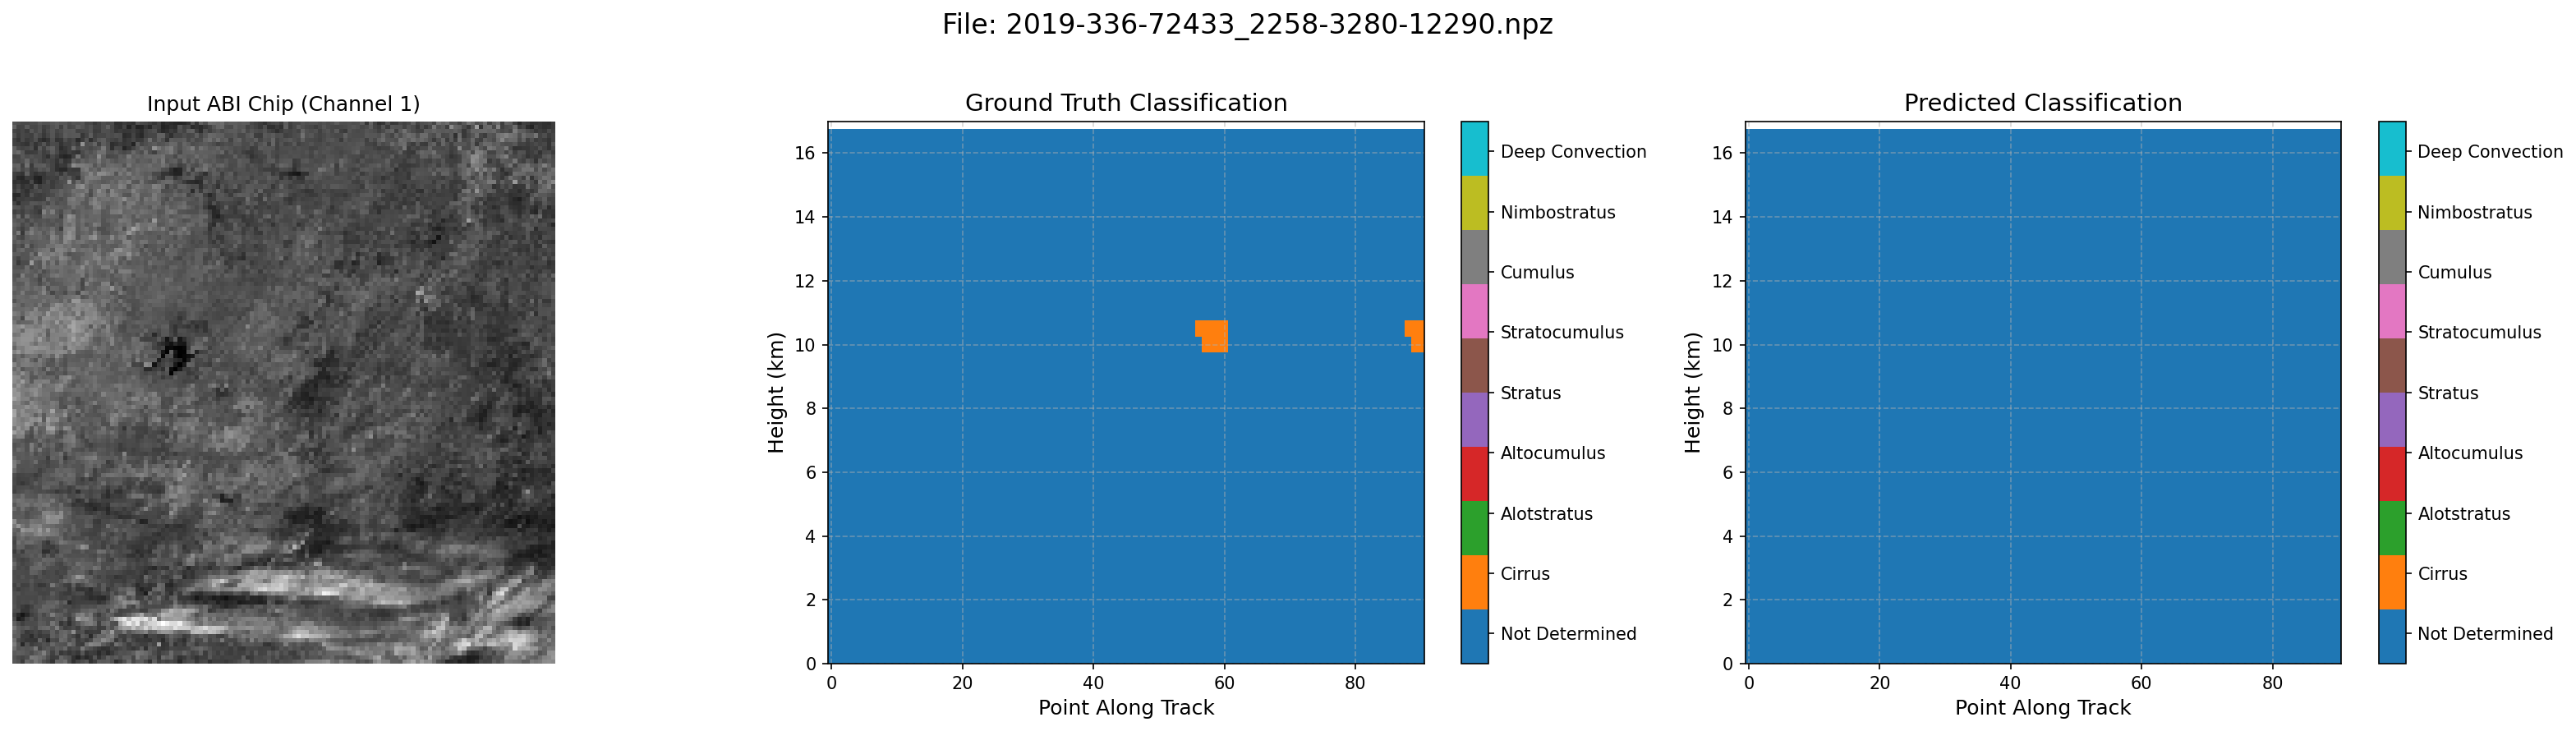 File: 2019-336-72433_2258-3280-12290.npz
Input ABI Chip (Channel 1)
Ground Truth Classification
Height (km)
16
14
12
10
8
6
4
2
0
0 20 40 60 80
Point Along Track
Deep Convection
Nimbostratus
Cumulus
Stratocumulus
Stratus
Altocumulus
Alotstratus
Cirrus
Not Determined
Predicted Classification
Height (km)
16
14
12
10
8
6
4
2
0
0 20 40 60 80
Point Along Track
Deep Convection
Nimbostratus
Cumulus
Stratocumulus
Stratus
Altocumulus
Alotstratus
Cirrus
Not Determined